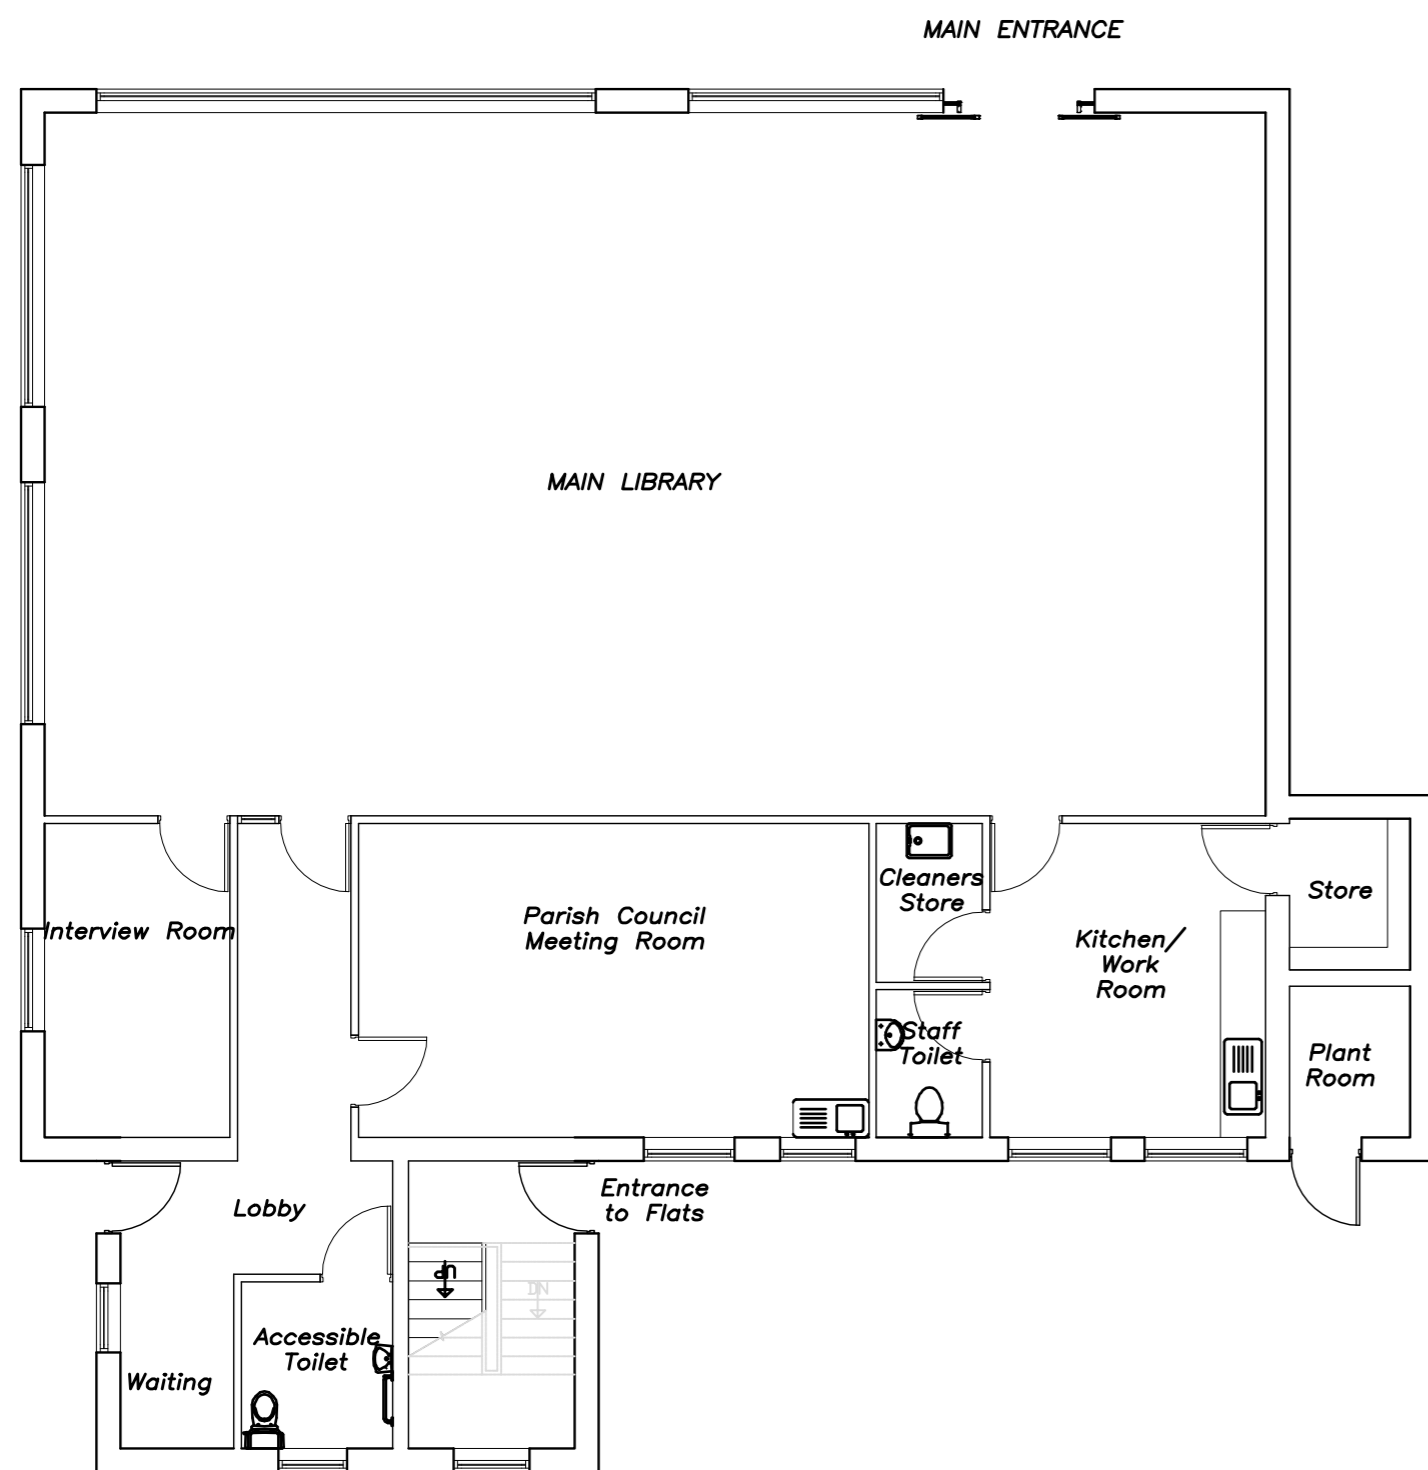 MAIN ENTRANCE
MAIN LIBRARY
Cleaners
Store
Store
Parish Council
Meeting Room
Interview Room
Kitchen/
Work
Room
Staff
Toilet
Plant
Room
Entrance
to Flats
Lobby
UP
DN
Accessible
Toilet
Waiting